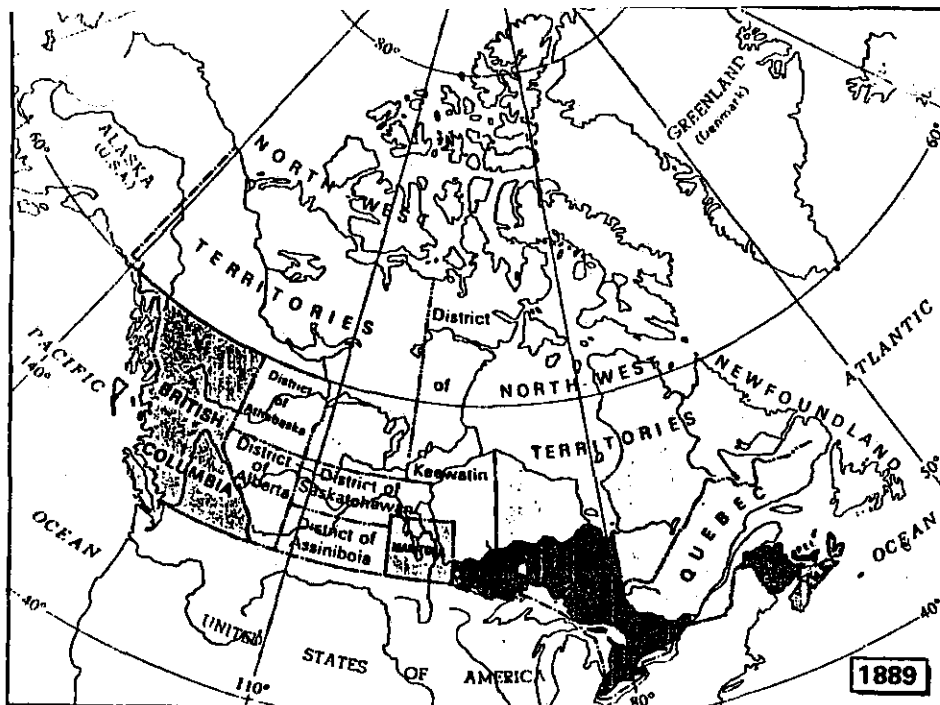 80°
GREENLAND
(Denmark)
60°
ALASKA
(U.S.A.)
60°
NORTH WEST
TERRITORIES
District
of
Keewatin
NORTH-WEST
TERRITORIES
NEWFOUNDLAND
ATLANTIC
OCEAN
PACIFIC
OCEAN
140°
BRITISH
COLUMBIA
District
of
Athabaska
District
of
Alberta
District of
Saskatchewan
District of
Assiniboia
QUEBEC
50°
40°
40°
UNITED
STATES
OF
AMERICA
110°
80°
1889